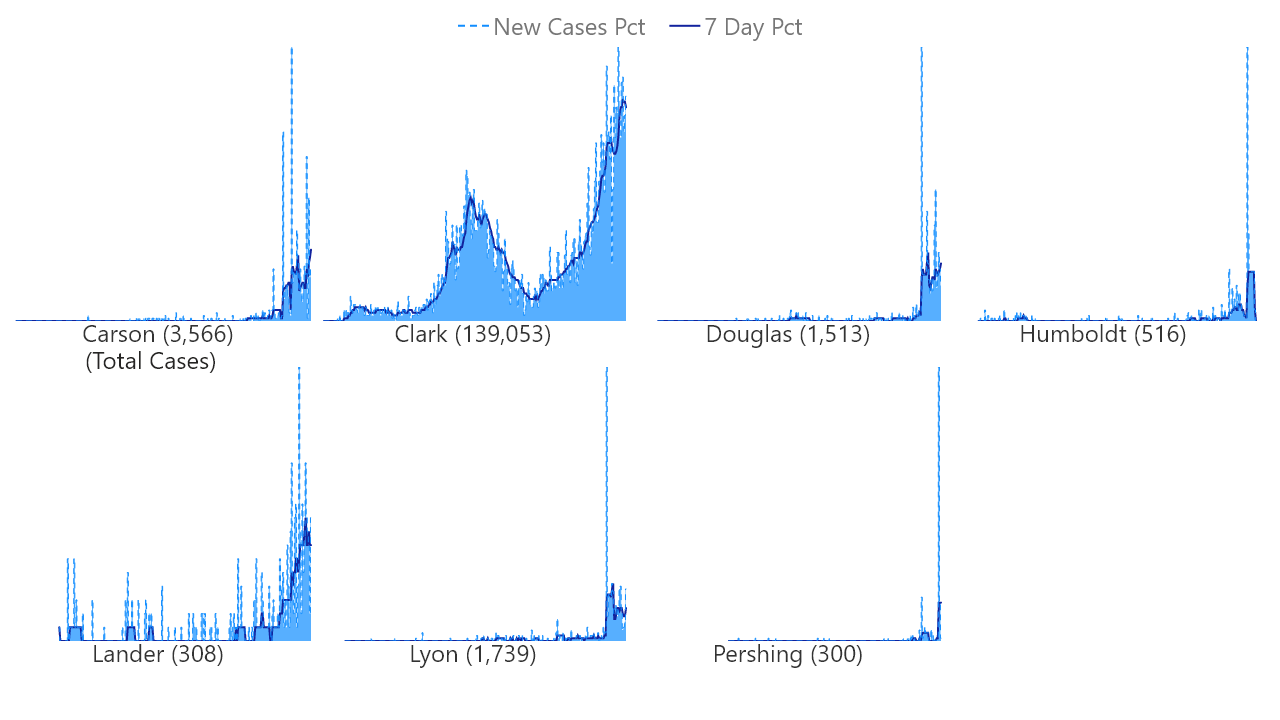 New Cases Pct 7 Day Pct
Carson (3,566)
(Total Cases)
Clark (139,053)
Douglas (1,513)
Humboldt (516)
Lander (308)
Lyon (1,739)
Pershing (300)